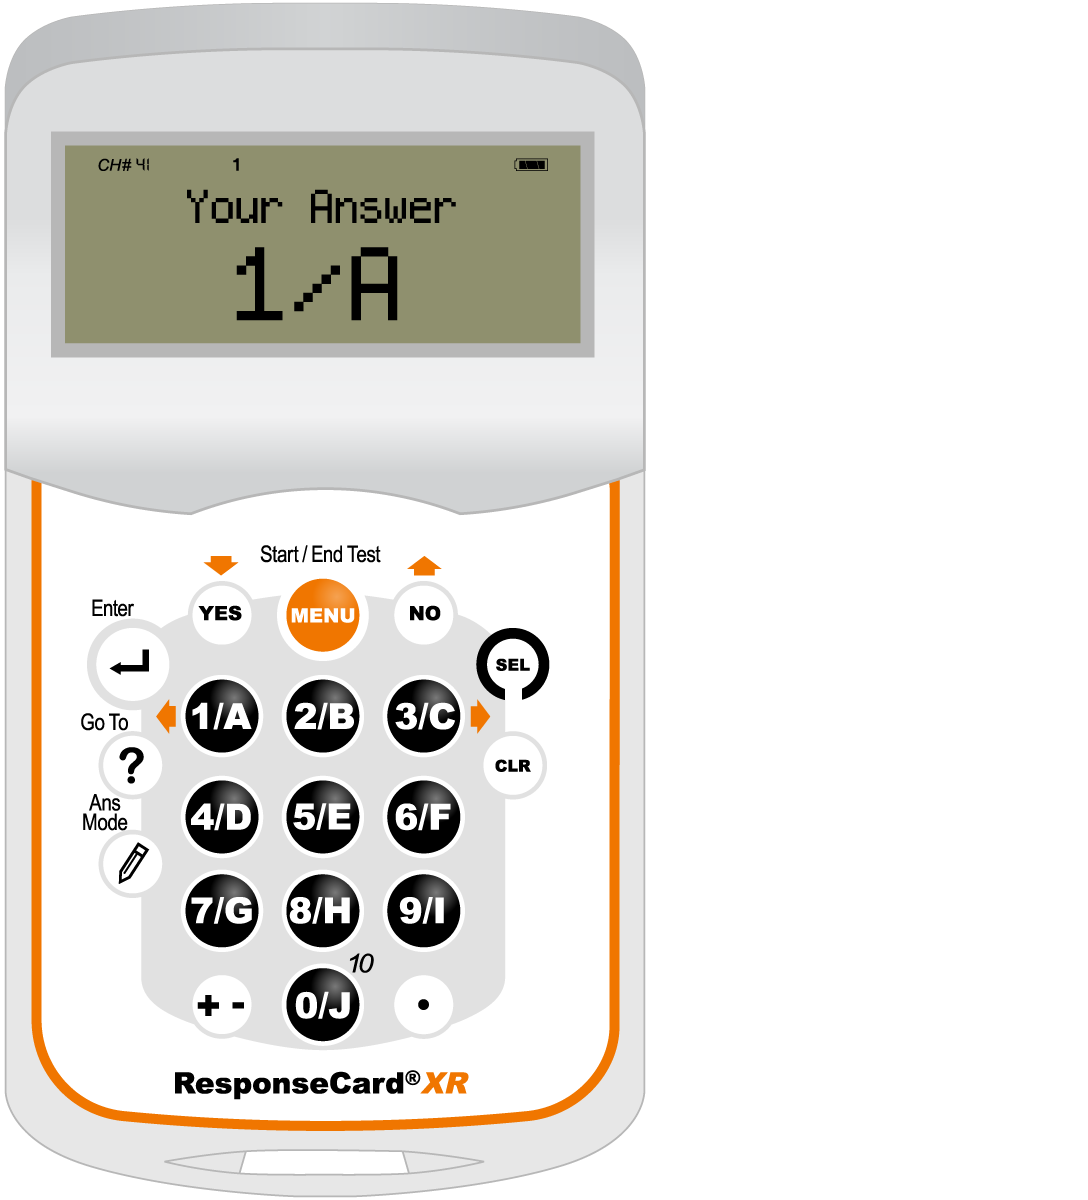 CH# 41 1
Your Answer
1/A
Start / End Test
YES MENU NO
Enter
SEL
1/A 2/B 3/C
Go To
?
CLR
Ans
Mode
4/D 5/E 6/F
7/G 8/H 9/I
10
+ - 0/J •
ResponseCard® XR